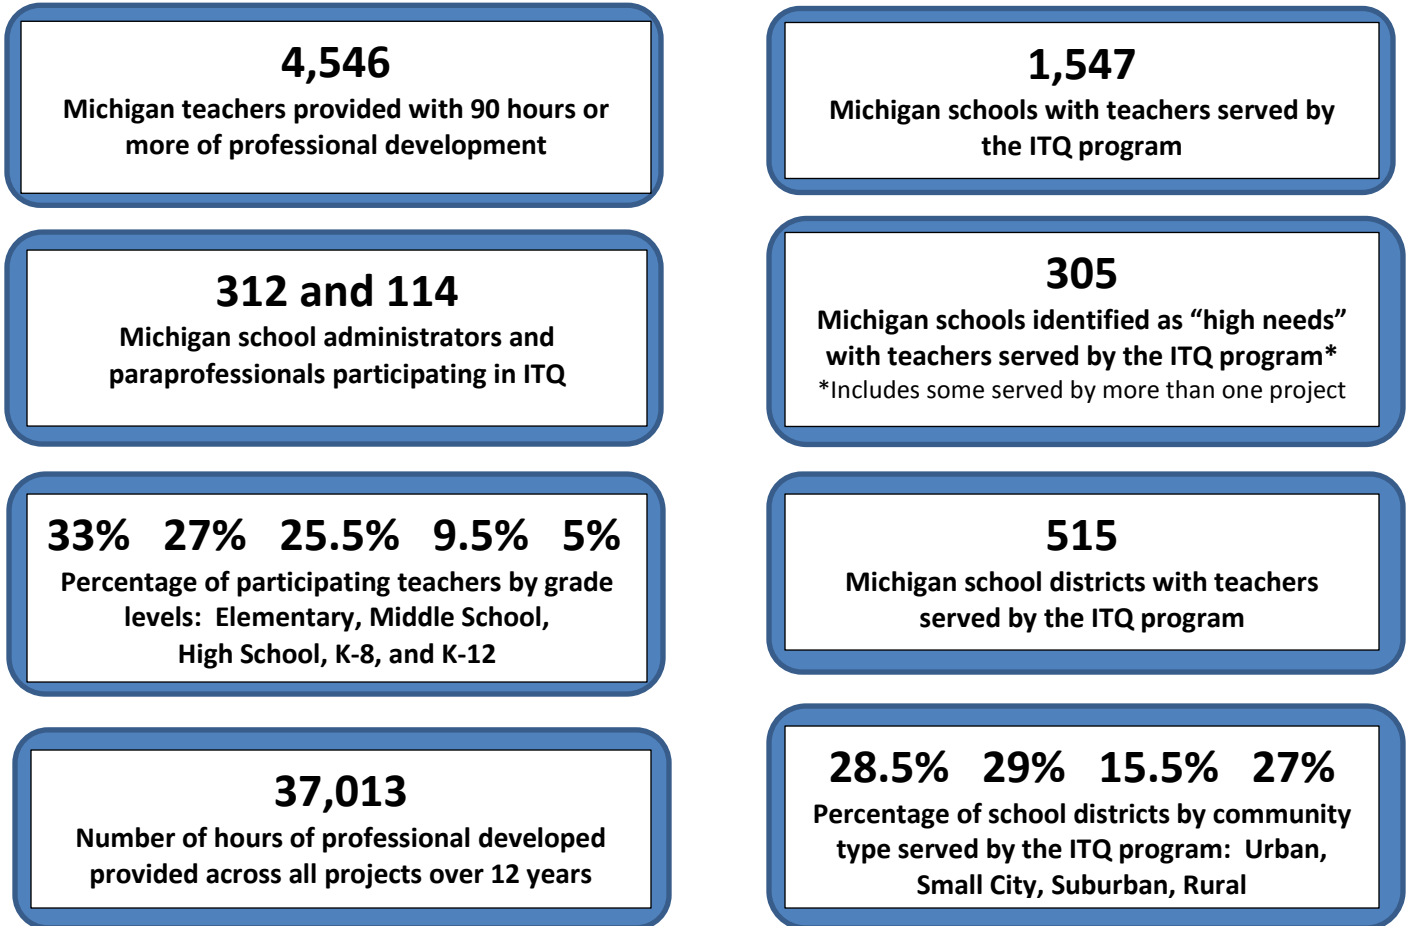 4,546
Michigan teachers provided with 90 hours or
more of professional development
1,547
Michigan schools with teachers served by
the ITQ program
312 and 114
Michigan school administrators and
paraprofessionals participating in ITQ
305
Michigan schools identified as “high needs”
with teachers served by the ITQ program*
*Includes some served by more than one project
33% 27% 25.5% 9.5% 5%
Percentage of participating teachers by grade
levels: Elementary, Middle School,
High School, K-8, and K-12
515
Michigan school districts with teachers
served by the ITQ program
37,013
Number of hours of professional developed
provided across all projects over 12 years
28.5% 29% 15.5% 27%
Percentage of school districts by community
type served by the ITQ program: Urban,
Small City, Suburban, Rural